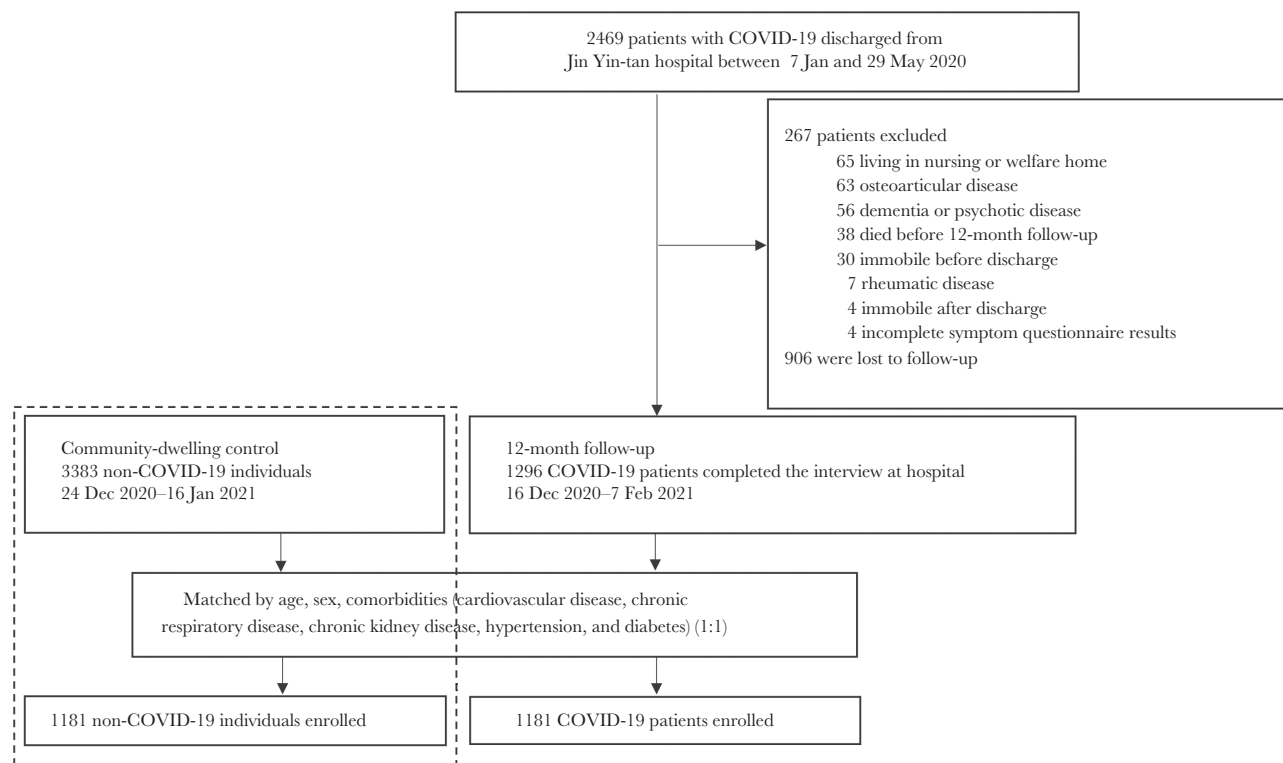 2469 patients with COVID-19 discharged from
Jin Yin-tan hospital between 7 Jan and 29 May 2020
267 patients excluded
65 living in nursing or welfare home
63 osteoarticular disease
56 dementia or psychotic disease
38 died before 12-month follow-up
30 immobile before discharge
7 rheumatic disease
4 immobile after discharge
4 incomplete symptom questionnaire results
906 were lost to follow-up
Community-dwelling control
3383 non-COVID-19 individuals
24 Dec 2020–16 Jan 2021
12-month follow-up
1296 COVID-19 patients completed the interview at hospital
16 Dec 2020–7 Feb 2021
Matched by age, sex, comorbidities (cardiovascular disease, chronic
respiratory disease, chronic kidney disease, hypertension, and diabetes) (1:1)
1181 non-COVID-19 individuals enrolled
1181 COVID-19 patients enrolled